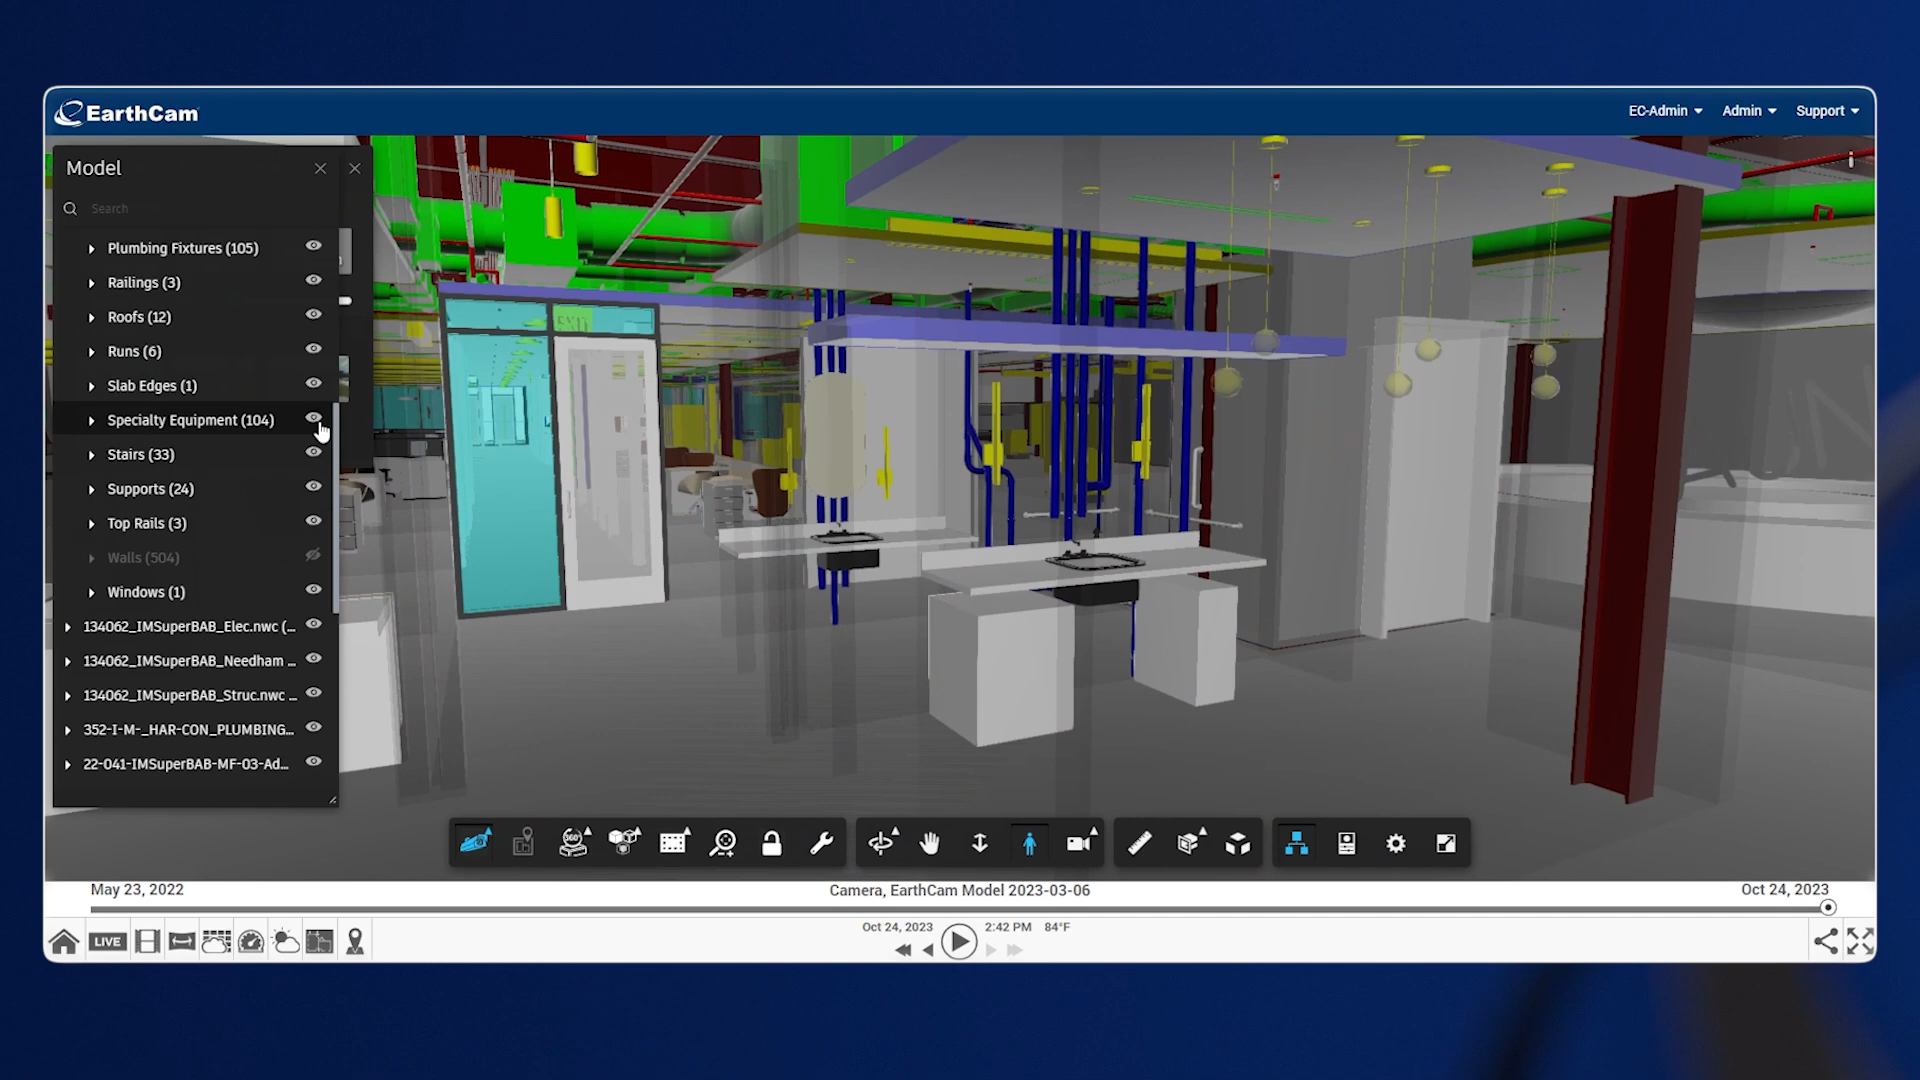 EarthCam
EC-Admin
Admin
Support
Model
Search
Plumbing Fixtures (105)
Railings (3)
Roofs (12)
Runs (6)
Slab Edges (1)
Specialty Equipment (104)
Stairs (33)
Supports (24)
Top Rails (3)
Walls (504)
Windows (1)
134062_IMSuperBAB_Elec.nwc (...
134062_IMSuperBAB_Needham ...
134062_IMSuperBAB_Struc.nwc ...
352-I-M-_HAR-CON_PLUMBING...
22-041-IMSuperBAB-MF-03-Ad...
EXIT
360°
May 23, 2022
Camera, EarthCam Model 2023-03-06
Oct 24, 2023
LIVE
Oct 24, 2023
2:42 PM
84°F